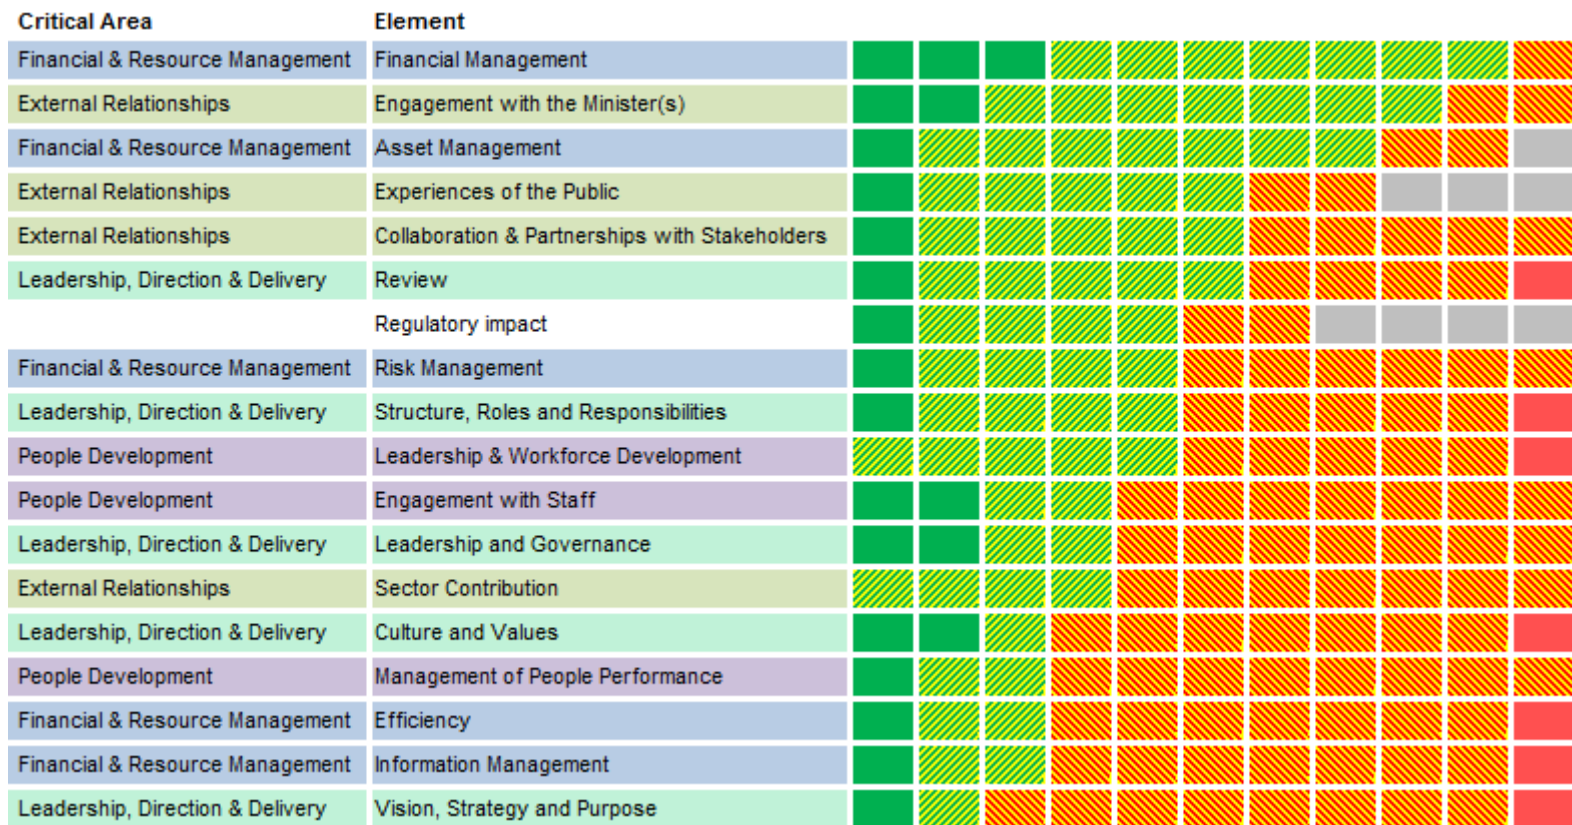 Critical Area Element
Financial & Resource Management Financial Management
External Relationships Engagement with the Minister(s)
Financial & Resource Management Asset Management
External Relationships Experiences of the Public
External Relationships Collaboration & Partnerships with Stakeholders
Leadership, Direction & Delivery Review
Regulatory impact
Financial & Resource Management Risk Management
Leadership, Direction & Delivery Structure, Roles and Responsibilities
People Development Leadership & Workforce Development
People Development Engagement with Staff
Leadership, Direction & Delivery Leadership and Governance
External Relationships Sector Contribution
Leadership, Direction & Delivery Culture and Values
People Development Management of People Performance
Financial & Resource Management Efficiency
Financial & Resource Management Information Management
Leadership, Direction & Delivery Vision, Strategy and Purpose